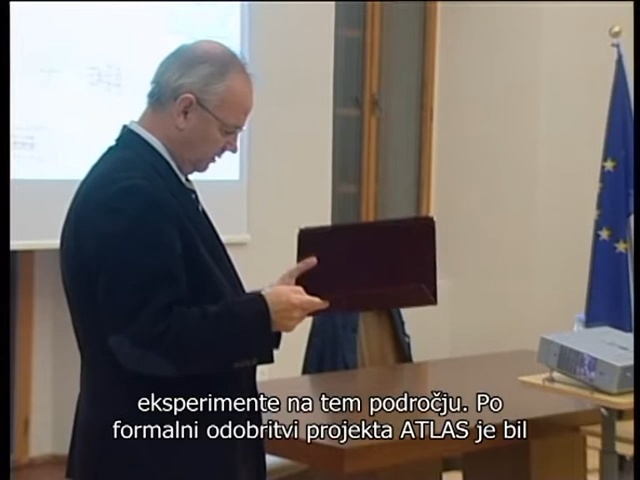 eksperimente na tem področju. Po
formalni odobritvi projekta ATLAS je bil